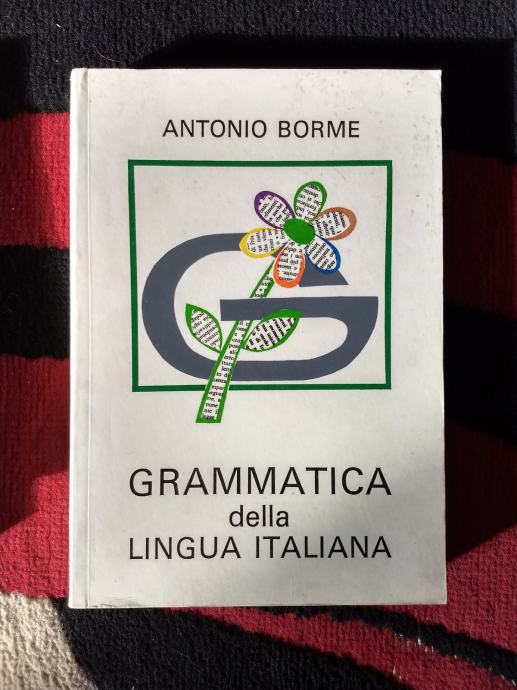 ANTONIO BORME
G
GRAMMATICA
della
LINGUA ITALIANA